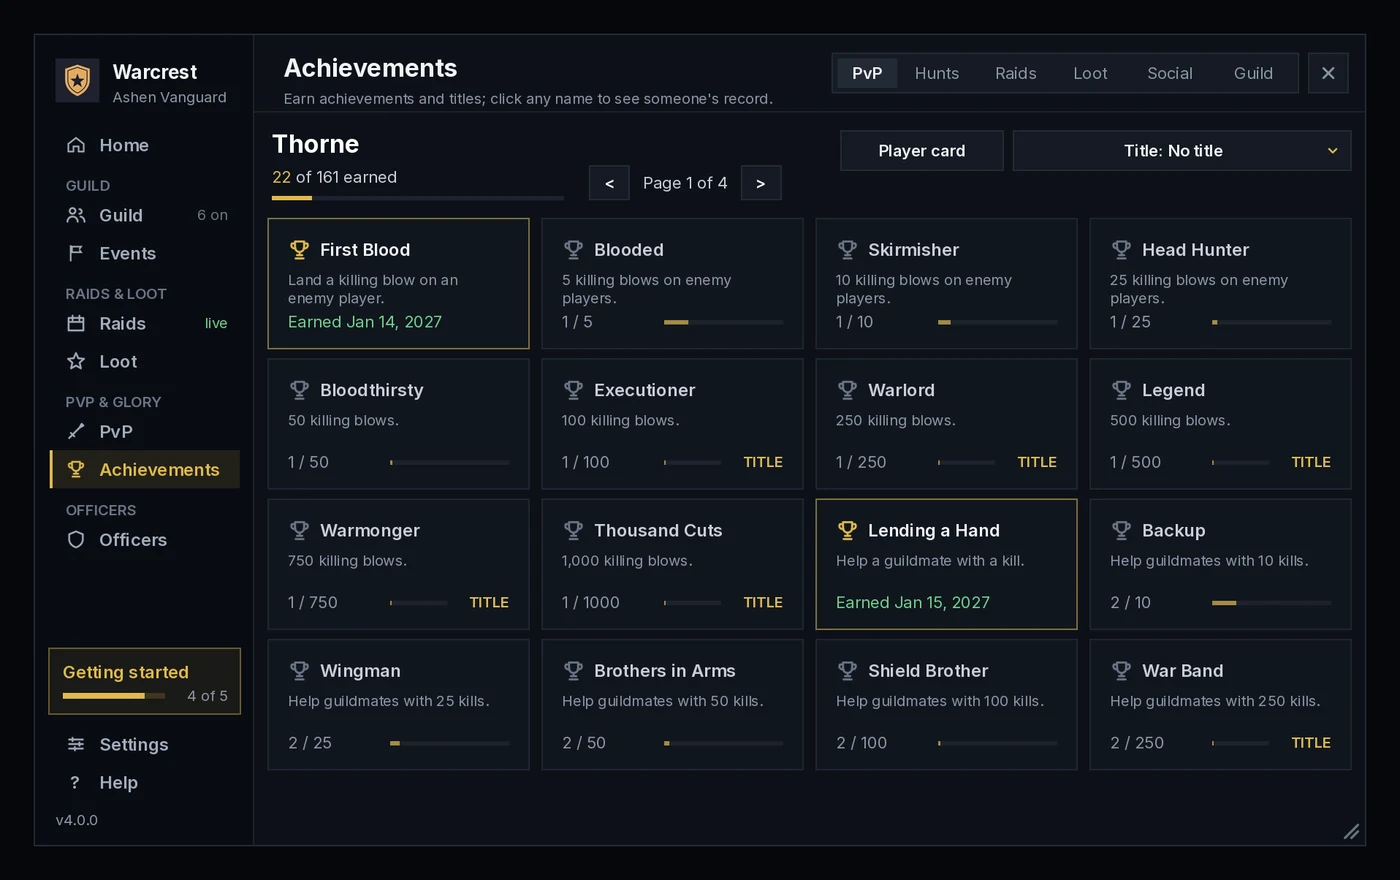 Warcrest
Ashen Vanguard
Home
GUILD
Guild 6 on
Events
RAIDS & LOOT
Raids live
Loot
PVP & GLORY
PvP
Achievements
OFFICERS
Officers
Getting started
4 of 5
Settings
? Help
v4.0.0
Achievements
Earn achievements and titles; click any name to see someone's record.
PvP Hunts Raids Loot Social Guild ✕
Thorne
22 of 161 earned
< Page 1 of 4 >
Player card
Title: No title
First Blood
Land a killing blow on an
enemy player.
Earned Jan 14, 2027
Blooded
5 killing blows on enemy
players.
1 / 5
Skirmisher
10 killing blows on enemy
players.
1 / 10
Head Hunter
25 killing blows on enemy
players.
1 / 25
Bloodthirsty
50 killing blows.
1 / 50
Executioner
100 killing blows.
1 / 100 TITLE
Warlord
250 killing blows.
1 / 250 TITLE
Legend
500 killing blows.
1 / 500 TITLE
Warmonger
750 killing blows.
1 / 750 TITLE
Thousand Cuts
1,000 killing blows.
1 / 1000 TITLE
Lending a Hand
Help a guildmate with a kill.
Earned Jan 15, 2027
Backup
Help guildmates with 10 kills.
2 / 10
Wingman
Help guildmates with 25 kills.
2 / 25
Brothers in Arms
Help guildmates with 50 kills.
2 / 50
Shield Brother
Help guildmates with 100 kills.
2 / 100
War Band
Help guildmates with 250 kills.
2 / 250 TITLE